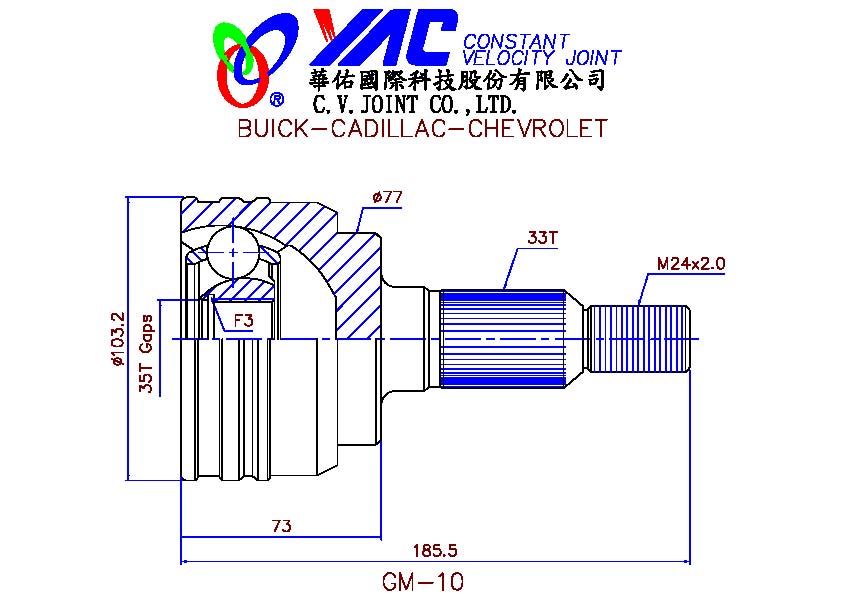 YAC CONSTANT
VELOCITY JOINT
®
華佑國際科技股份有限公司
C.V.JOINT CO.,LTD.
BUICK-CADILLAC-CHEVROLET
ø77
33T
M24x2.0
F3
ø103.2
35T Gaps
73
185.5
GM-10